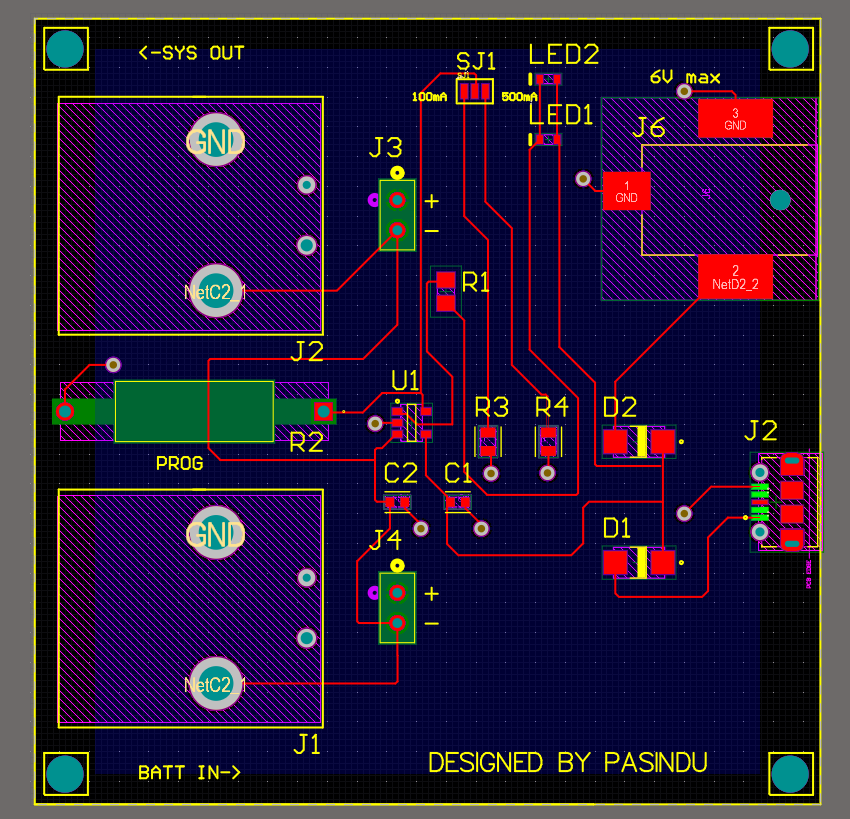 <-SYS OUT
SJ1
SJ1
LED2
6V max
100mA
500mA
LED1
3
GND
J6
GND
J3
1
GND
J6
+
-
2
NetD2_2
R1
NetC2_1
J2
U1
R3
R4
D2
J2
R2
PROG
C2
C1
GND
D1
J4
+
-
NetC2_1
J1
BATT IN->
DESIGNED BY PASINDU